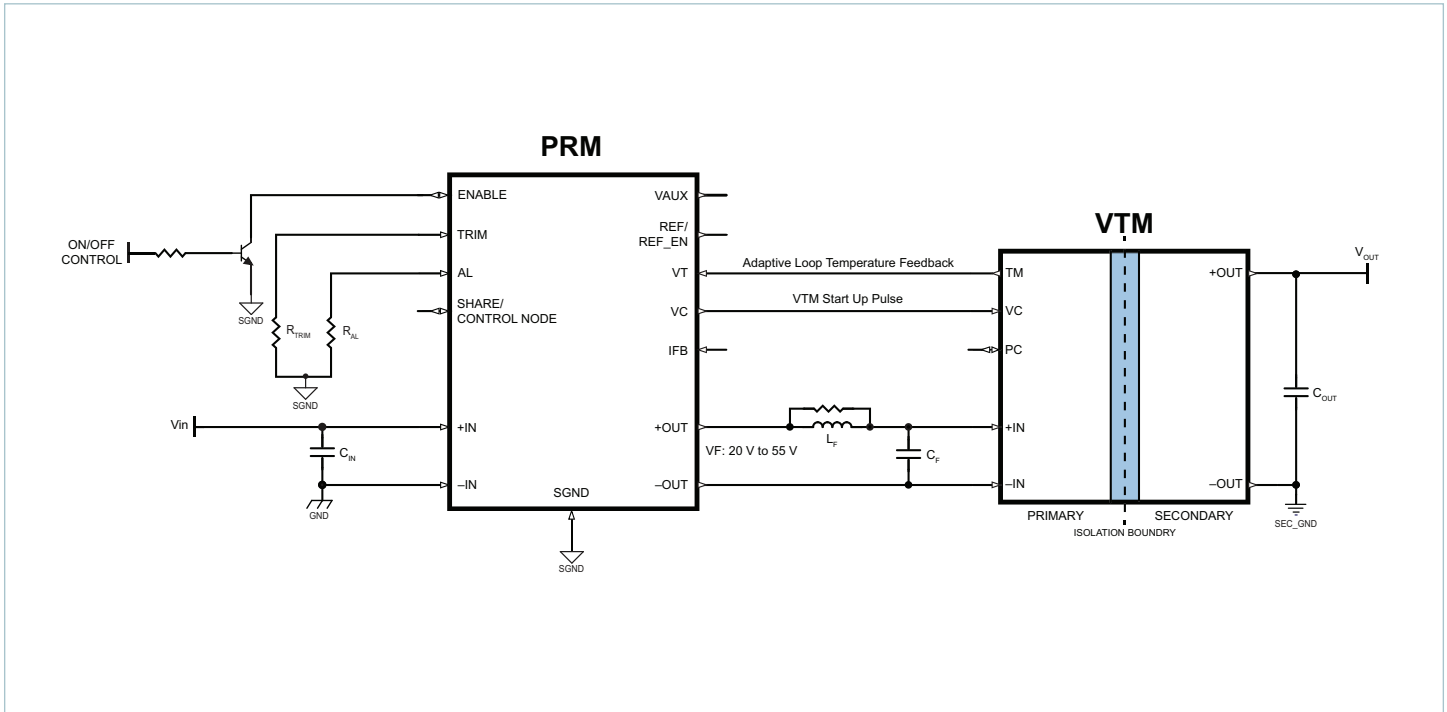 PRM
ENABLE
VAUX
ON/OFF
CONTROL
TRIM
REF/
REF_EN
VTM
AL
VT
Adaptive Loop Temperature Feedback
TM
+OUT
V_OUT
SGND
SHARE/
CONTROL NODE
VC
VTM Start Up Pulse
VC
R_TRIM
R_AL
IFB
PC
SGND
C_OUT
Vin
+IN
+OUT
L_F
+IN
C_IN
VF: 20 V to 55 V
C_F
–IN
SGND
–OUT
–IN
–OUT
GND
PRIMARY
SECONDARY
SEC_GND
ISOLATION BOUNDRY
SGND